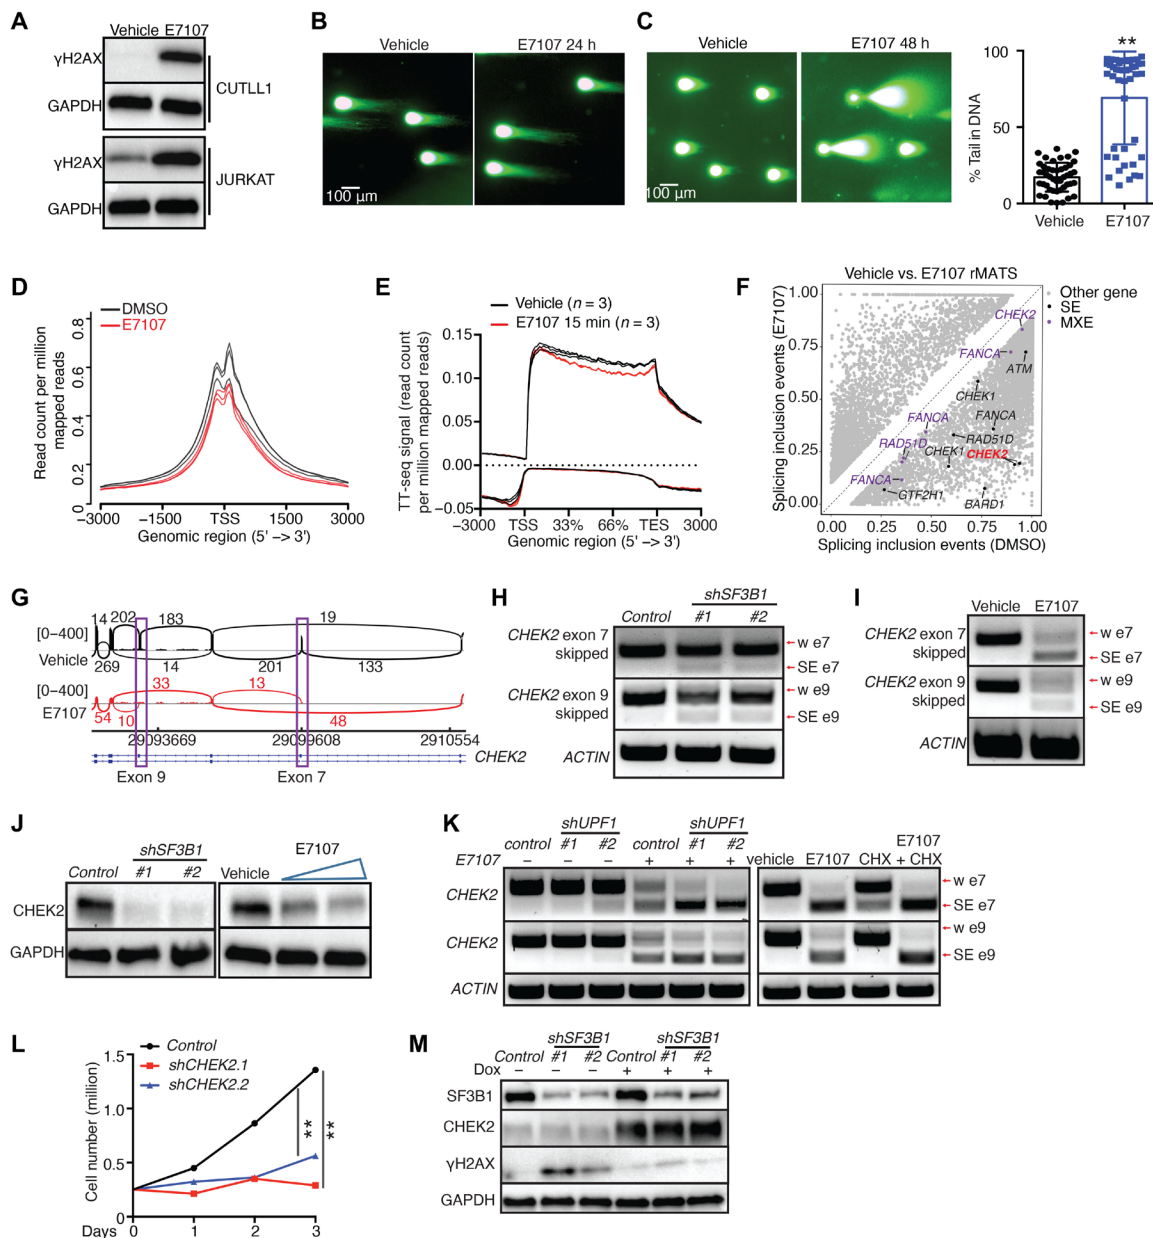 A
Vehicle E7107
γH2AX
GAPDH
CUTLL1
γH2AX
GAPDH
JURKAT
B
Vehicle
E7107 24 h
100 µm
C
Vehicle
E7107 48 h
100 µm
% Tail in DNA
100
50
0
**
Vehicle
E7107
D
DMSO
E7107
Read count per million
mapped reads
0.8
0.6
0.4
0.2
0
−3000
−1500
TSS
1500
3000
Genomic region (5' –> 3')
E
Vehicle (n = 3)
E7107 15 min (n = 3)
TT-seq signal (read count
per million mapped reads)
0.15
0.10
0.05
0.00
−0.05
−3000
TSS
33%
66%
TES
3000
Genomic region (5' –> 3')
F
Vehicle vs. E7107 rMATS
Other gene
SE
MXE
Splicing inclusion events (E7107)
1.00
0.75
0.50
0.25
0.00
CHEK2
FANCA
ATM
CHEK1
FANCA
FANCA
RAD51D
RAD51D
CHEK1
CHEK2
FANCA
GTF2H1
BARD1
0.00
0.25
0.50
0.75
1.00
Splicing inclusion events (DMSO)
G
[0−400]
Vehicle
14
202
183
19
269
14
201
133
[0−400]
E7107
33
13
54
10
48
29093669
29099608
2910554
CHEK2
Exon 9
Exon 7
H
shSF3B1
Control
#1
#2
CHEK2 exon 7
skipped
w e7
SE e7
CHEK2 exon 9
skipped
w e9
SE e9
ACTIN
I
Vehicle
E7107
CHEK2 exon 7
skipped
w e7
SE e7
CHEK2 exon 9
skipped
w e9
SE e9
ACTIN
J
shSF3B1
Control
#1
#2
E7107
Vehicle
CHEK2
GAPDH
K
shUPF1
shUPF1
control
#1
#2
control
#1
#2
E7107
−
−
−
+
+
+
vehicle
E7107
CHX
E7107
+ CHX
CHEK2
w e7
SE e7
CHEK2
w e9
SE e9
ACTIN
L
Control
shCHEK2.1
shCHEK2.2
Cell number (million)
1.5
1.0
0.5
0
**
**
Days
0
1
2
3
M
shSF3B1
shSF3B1
Control
#1
#2
Control
#1
#2
Dox
−
−
−
+
+
+
SF3B1
CHEK2
γH2AX
GAPDH